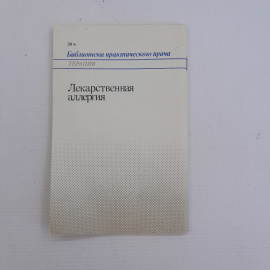 Библиотека практического врача
ТЕРАПИЯ
Лекарственная
аллергия